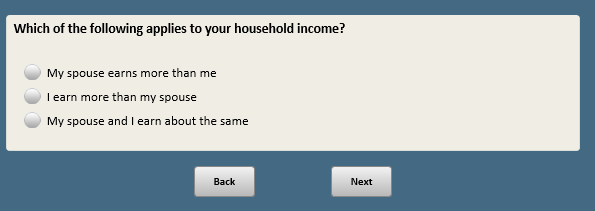 Which of the following applies to your household income?
My spouse earns more than me
I earn more than my spouse
My spouse and I earn about the same
Back Next